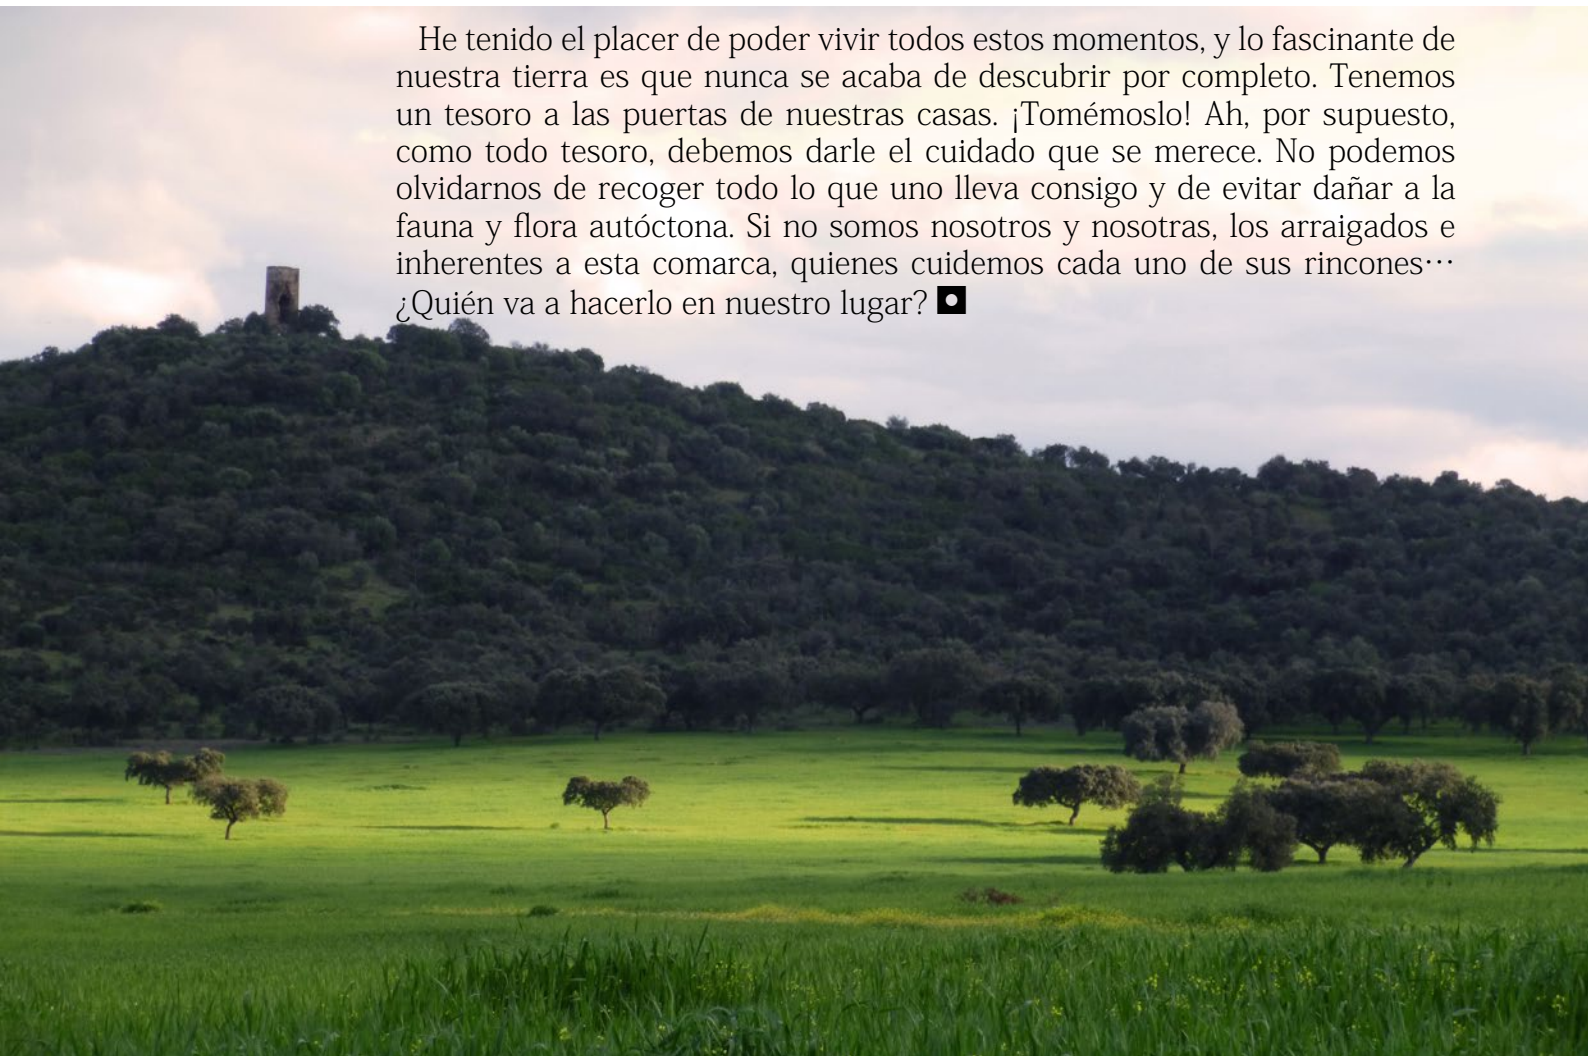 He tenido el placer de poder vivir todos estos momentos, y lo fascinante de
nuestra tierra es que nunca se acaba de descubrir por completo. Tenemos
un tesoro a las puertas de nuestras casas. ¡Tomémoslo! Ah, por supuesto,
como todo tesoro, debemos darle el cuidado que se merece. No podemos
olvidarnos de recoger todo lo que uno lleva consigo y de evitar dañar a la
fauna y flora autóctona. Si no somos nosotros y nosotras, los arraigados e
inherentes a esta comarca, quienes cuidemos cada uno de sus rincones…
¿Quién va a hacerlo en nuestro lugar?